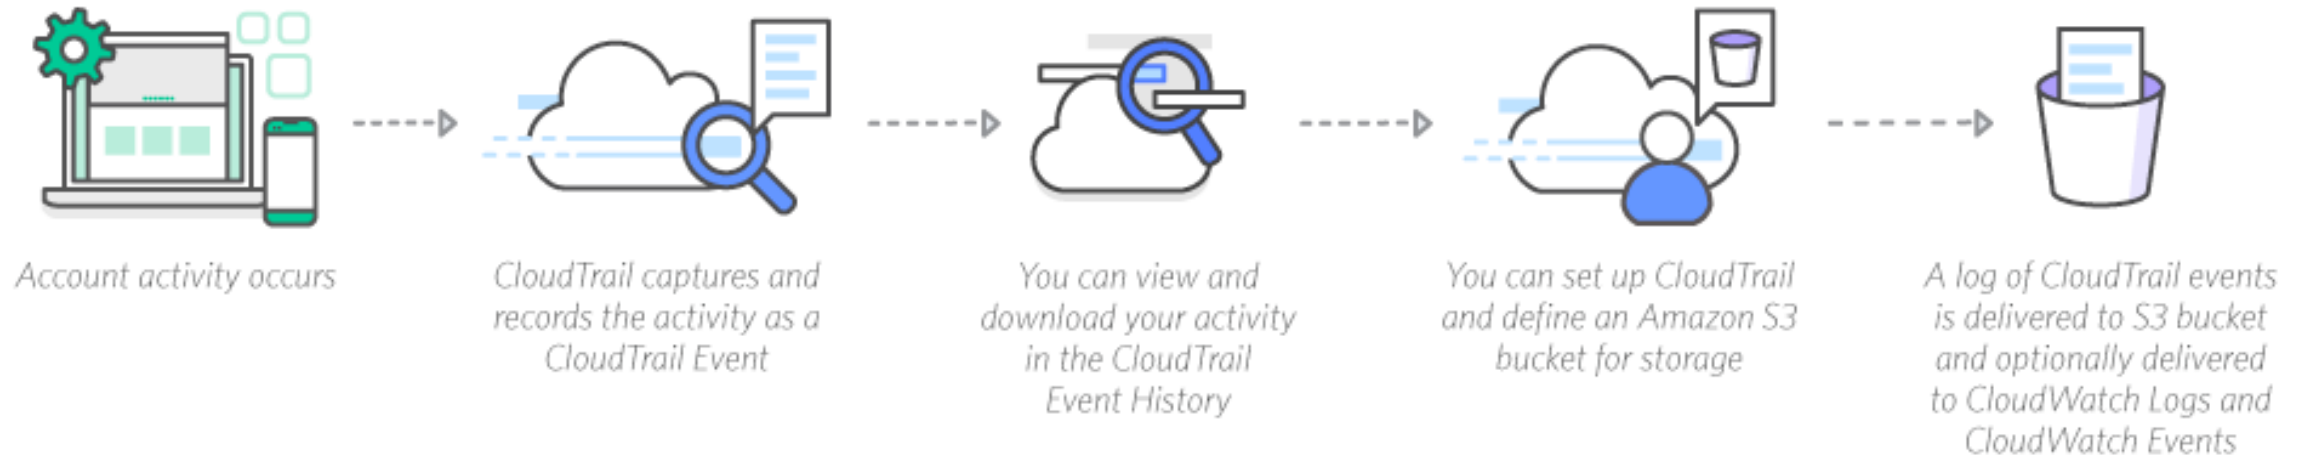 Account activity occurs
CloudTrail captures and
records the activity as a
CloudTrail Event
You can view and
download your activity
in the CloudTrail
Event History
You can set up CloudTrail
and define an Amazon S3
bucket for storage
A log of CloudTrail events
is delivered to S3 bucket
and optionally delivered
to CloudWatch Logs and
CloudWatch Events